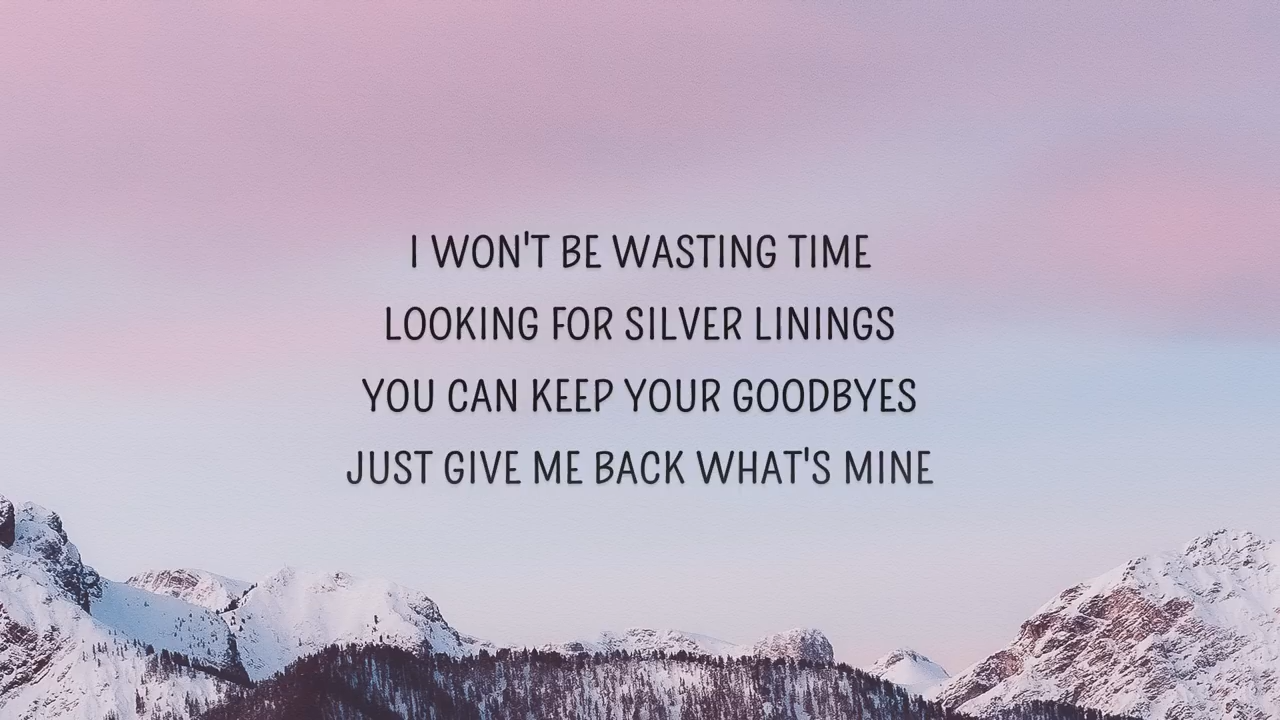 I WON'T BE WASTING TIME
LOOKING FOR SILVER LININGS
YOU CAN KEEP YOUR GOODBYES
JUST GIVE ME BACK WHAT'S MINE